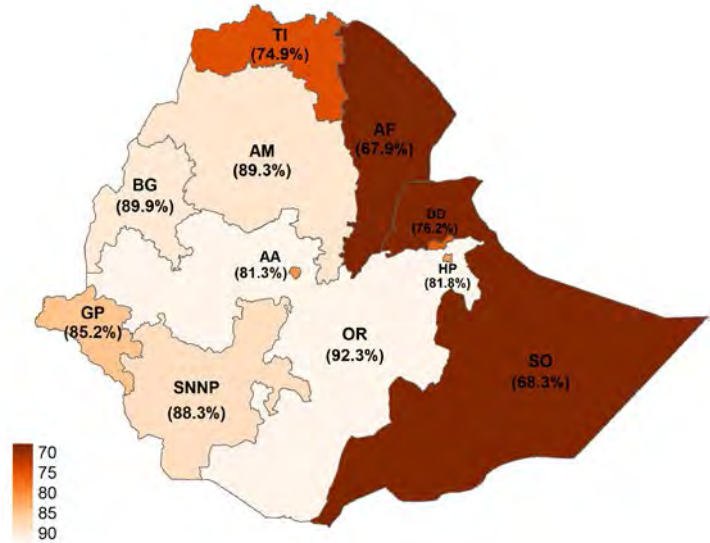 TI
(74.9%)
AF
(67.9%)
AM
(89.3%)
BG
(89.9%)
DD
(76.2%)
AA
(81.3%)
HP
(81.8%)
GP
(85.2%)
OR
(92.3%)
SO
(68.3%)
SNNP
(88.3%)
70
75
80
85
90